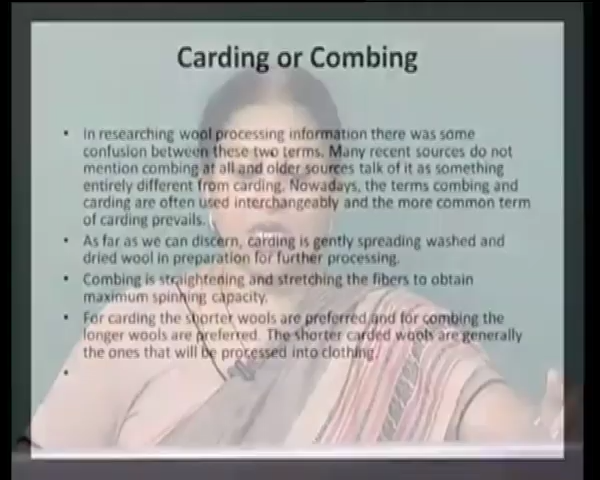 Carding or Combing
• In researching wool processing information there was some
confusion between these two terms. Many recent sources do not
mention combing at all and older sources talk of it as something
entirely different from carding. Nowadays, the terms combing and
carding are often used interchangeably and the more common term
of carding prevails.
• As far as we can discern, carding is gently spreading washed and
dried wool in preparation for further processing.
• Combing is straightening and stretching the fibers to obtain
maximum spinning capacity.
• For carding the shorter wools are preferred and for combing the
longer wools are preferred. The shorter carded wools are generally
the ones that will be processed into clothing.
•